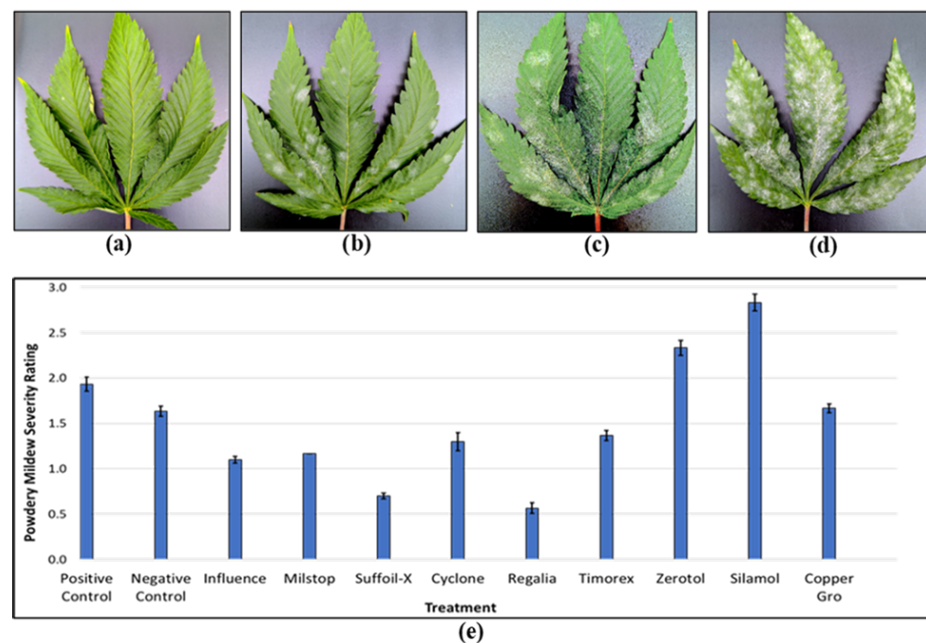 (a)
(b)
(c)
(d)
Powdery Mildew Severity Rating
3.0
2.5
2.0
1.5
1.0
0.5
0.0
Positive Negative Influence Milstop Suffoil-X Cyclone Regalia Timorex Zerotol Silamol Copper
Control Control Gro
Treatment
(e)